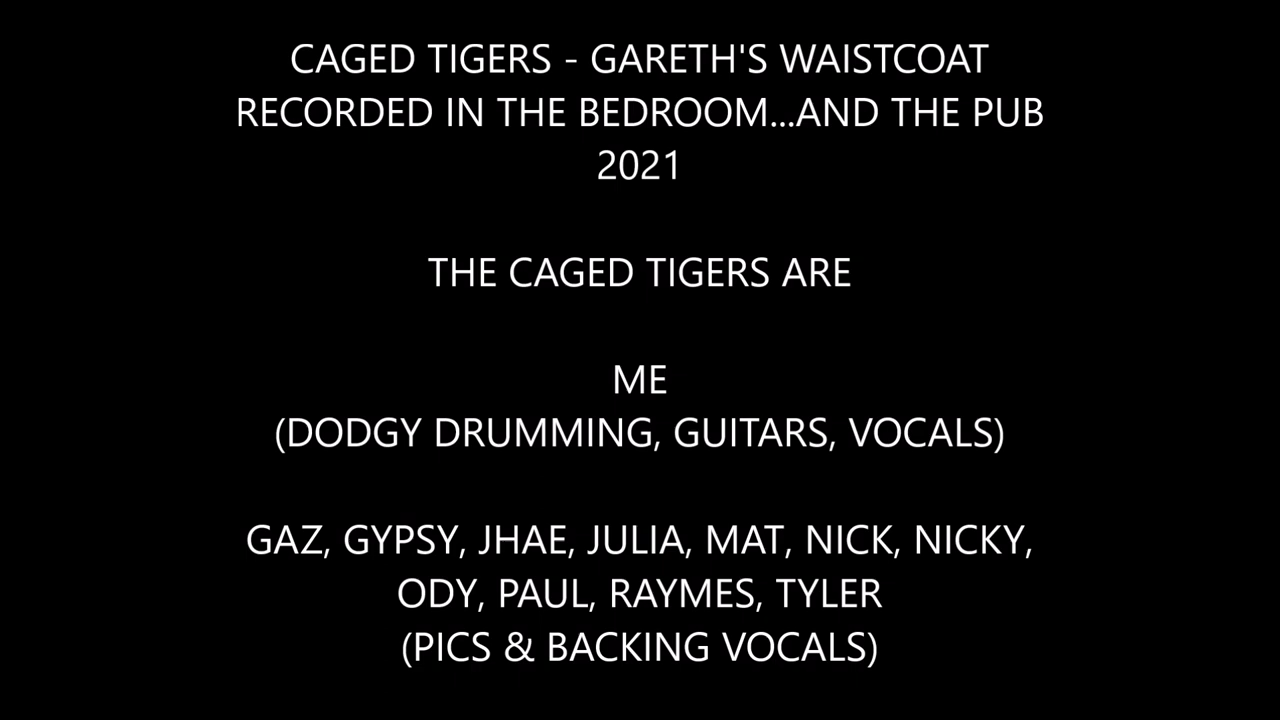 CAGED TIGERS - GARETH'S WAISTCOAT
RECORDED IN THE BEDROOM...AND THE PUB
2021
THE CAGED TIGERS ARE
ME
(DODGY DRUMMING, GUITARS, VOCALS)
GAZ, GYPSY, JHAE, JULIA, MAT, NICK, NICKY,
ODY, PAUL, RAYMES, TYLER
(PICS & BACKING VOCALS)